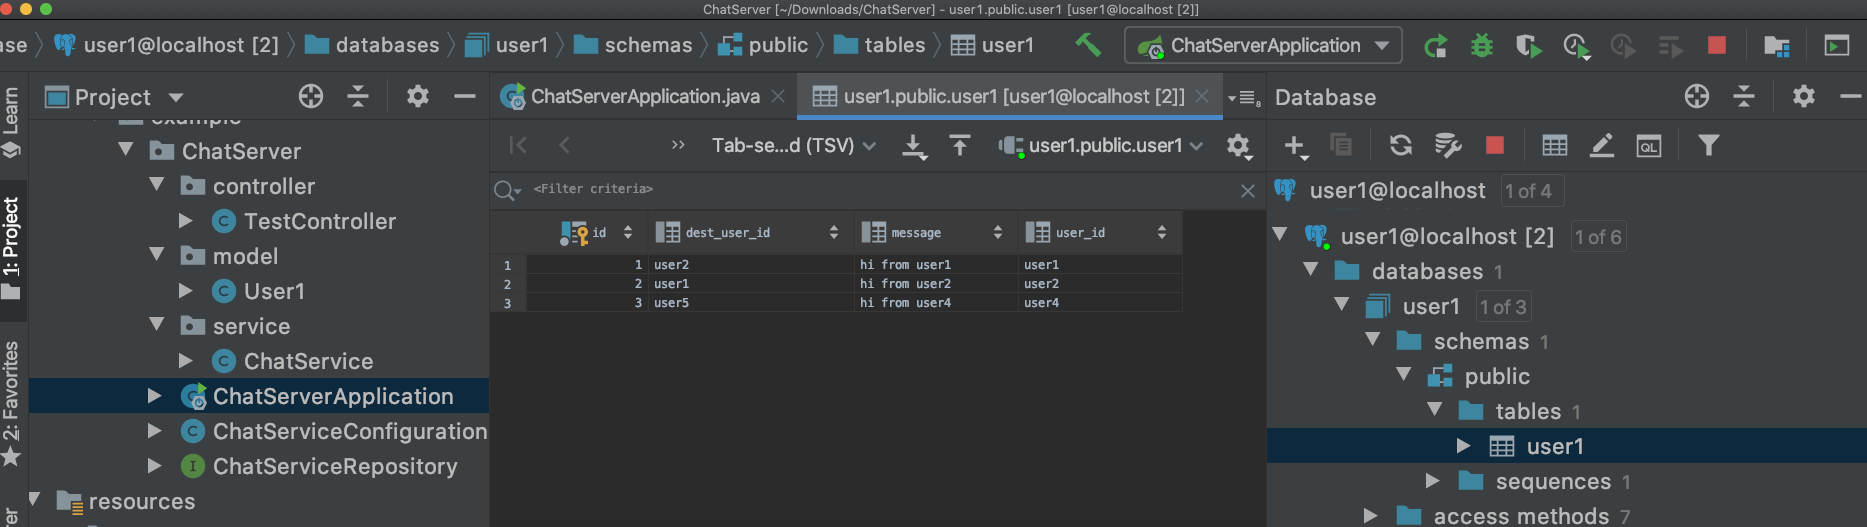 ChatServer [~/Downloads/ChatServer] - user1.public.user1 [user1@localhost [2]]
ase user1@localhost [2] databases user1 schemas public tables user1 ChatServerApplication
Learn
1: Project
2: Favorites
Project
example
ChatServer
controller
TestController
model
User1
service
ChatService
ChatServerApplication
ChatServiceConfiguration
ChatServiceRepository
resources
ChatServerApplication.java user1.public.user1 [user1@localhost [2]] 8
» Tab-se...d (TSV) user1.public.user1
<Filter criteria>
id dest_user_id message user_id
1 1 user2 hi from user1 user1
2 2 user1 hi from user2 user2
3 3 user5 hi from user4 user4
Database
QL
user1@localhost 1 of 4
user1@localhost [2] 1 of 6
databases 1
user1 1 of 3
schemas 1
public
tables 1
user1
sequences 1
access methods 7